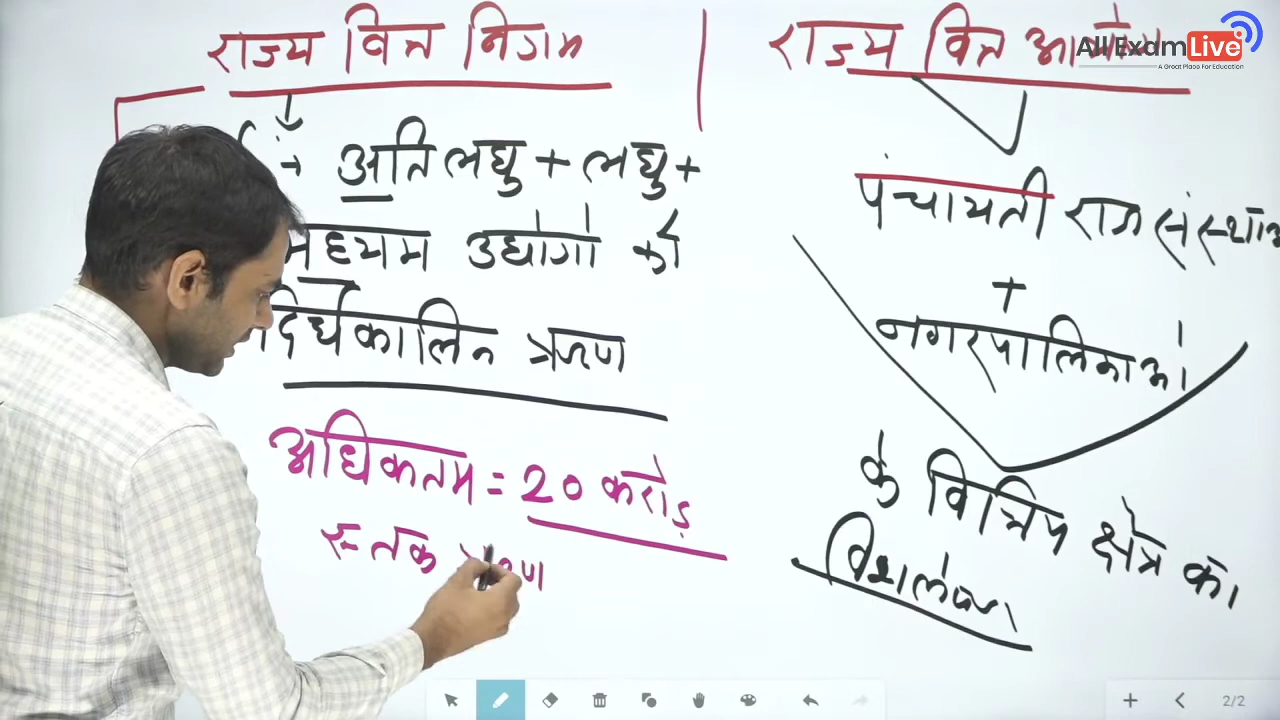 राज्य वित्त निगम
अति लघु + लघु +
मध्यम उद्योगों को
दिर्घकालिन ऋण
अधिकतम = 20 करोड़
तक ऋण
राज्य वित्त
पंचायती राज संस्थाओं
+
नगरपालिकाओं
के वित्तिय क्षेत्र का
विश्लेषण
All Exam Live
A Great Place For Education
2/2